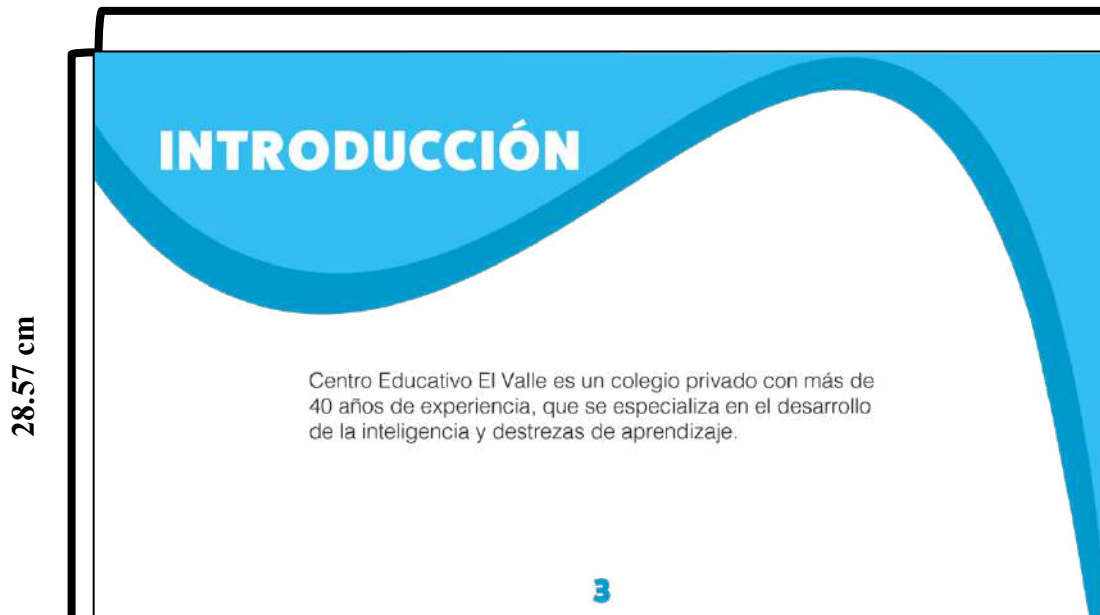 INTRODUCCIÓN
28.57 cm
Centro Educativo El Valle es un colegio privado con más de
40 años de experiencia, que se especializa en el desarrollo
de la inteligencia y destrezas de aprendizaje.
3